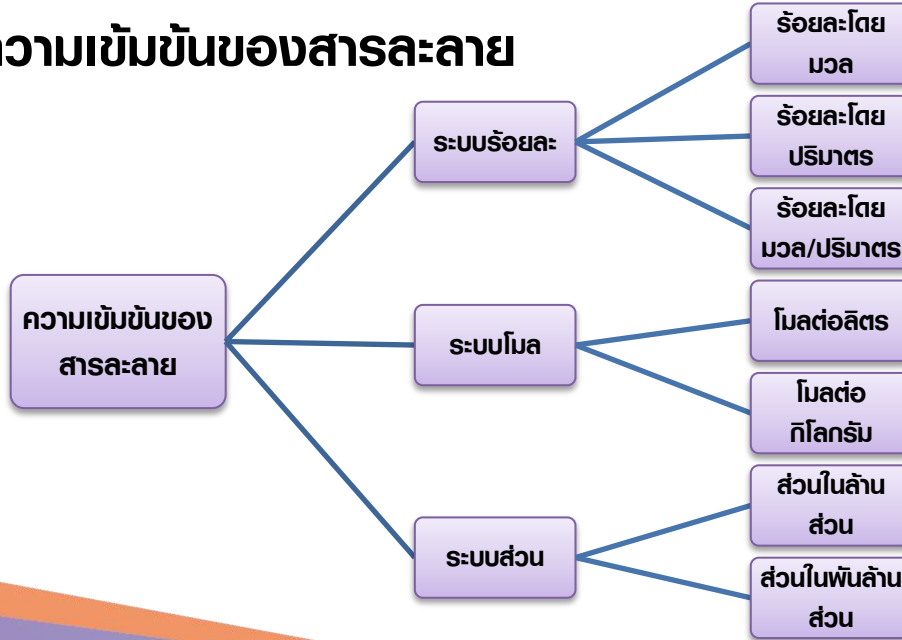 ความเข้มข้นของสารละลาย
ร้อยละโดย
มวล
ระบบร้อยละ
ร้อยละโดย
ปริมาตร
ร้อยละโดย
มวล/ปริมาตร
ความเข้มข้นของ
สารละลาย
ระบบโมล
โมลต่อลิตร
โมลต่อ
กิโลกรัม
ระบบส่วน
ส่วนในล้าน
ส่วน
ส่วนในพันล้าน
ส่วน